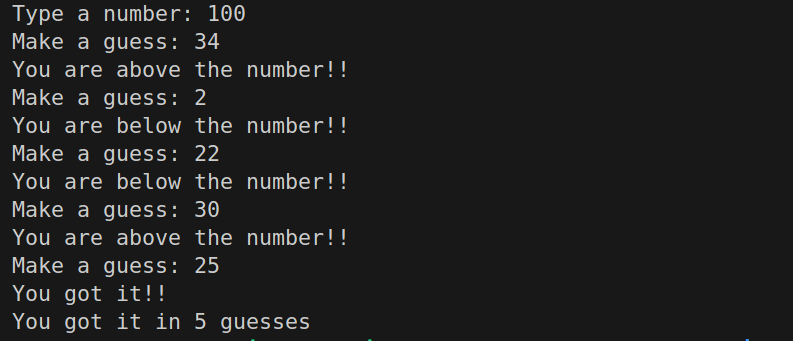 Type a number: 100
Make a guess: 34
You are above the number!!
Make a guess: 2
You are below the number!!
Make a guess: 22
You are below the number!!
Make a guess: 30
You are above the number!!
Make a guess: 25
You got it!!
You got it in 5 guesses